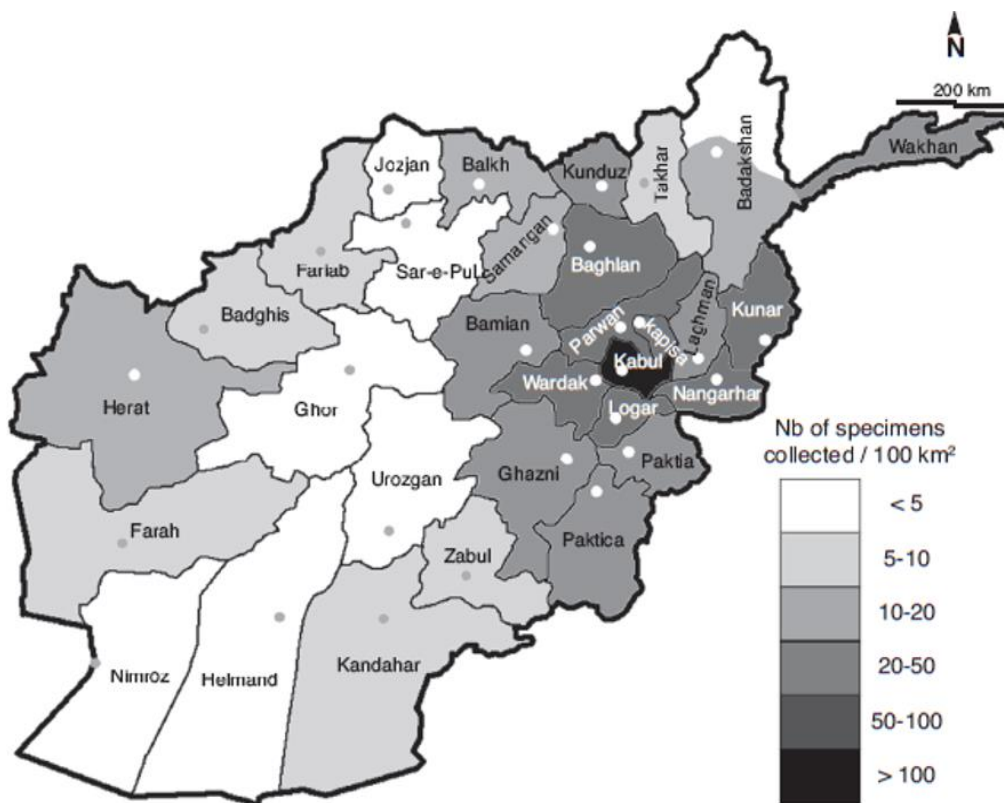 N
200 km
Wakhan
Jozjan
Balkh
Kunduz
Takhar
Badakshan
Fariab
Sar-e-Pul
Samangan
Baghlan
Badghis
Bamian
Parwan
kapisa
Laghman
Kunar
Kabul
Wardak
Nangarhar
Herat
Ghor
Logar
Ghazni
Paktia
Urozgan
Farah
Zabul
Paktica
Nimroz
Helmand
Kandahar
Nb of specimens
collected / 100 km²
< 5
5-10
10-20
20-50
50-100
> 100